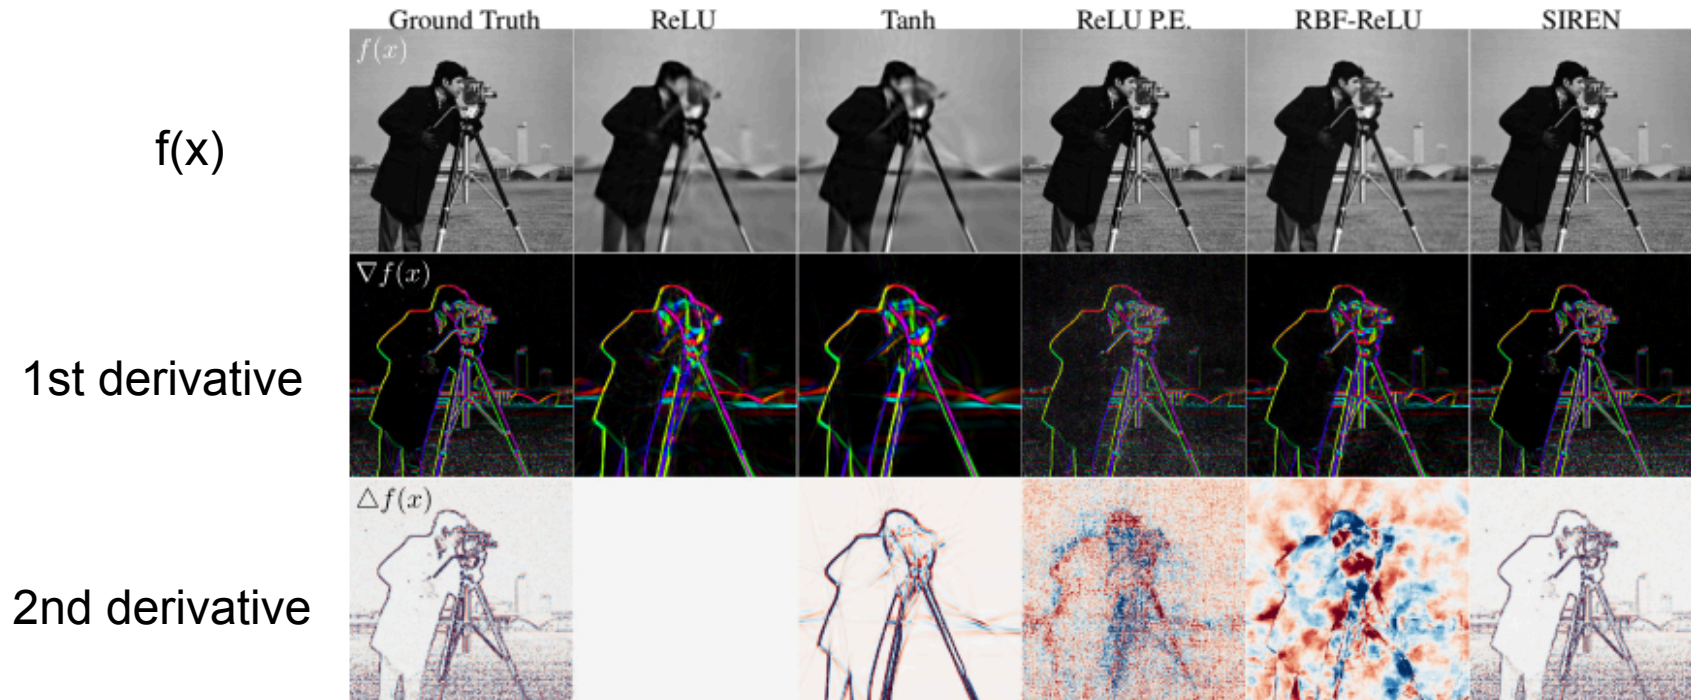 Ground Truth ReLU Tanh ReLU P.E. RBF-ReLU SIREN
f(x)
f(x)
∇f(x)
1st derivative
△f(x)
2nd derivative